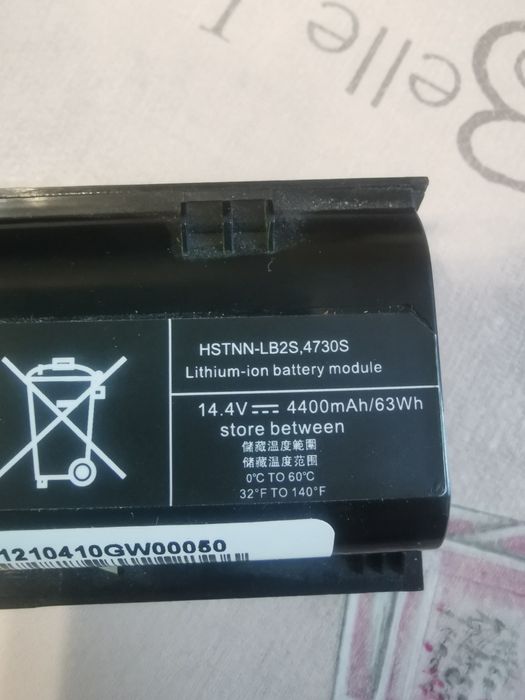 Belle
HSTNN-LB2S,4730S
Lithium-ion battery module
14.4V 4400mAh/63Wh
store between
儲藏溫度範圍
储藏温度范围
0℃ TO 60℃
32°F TO 140°F
1210410GW00050